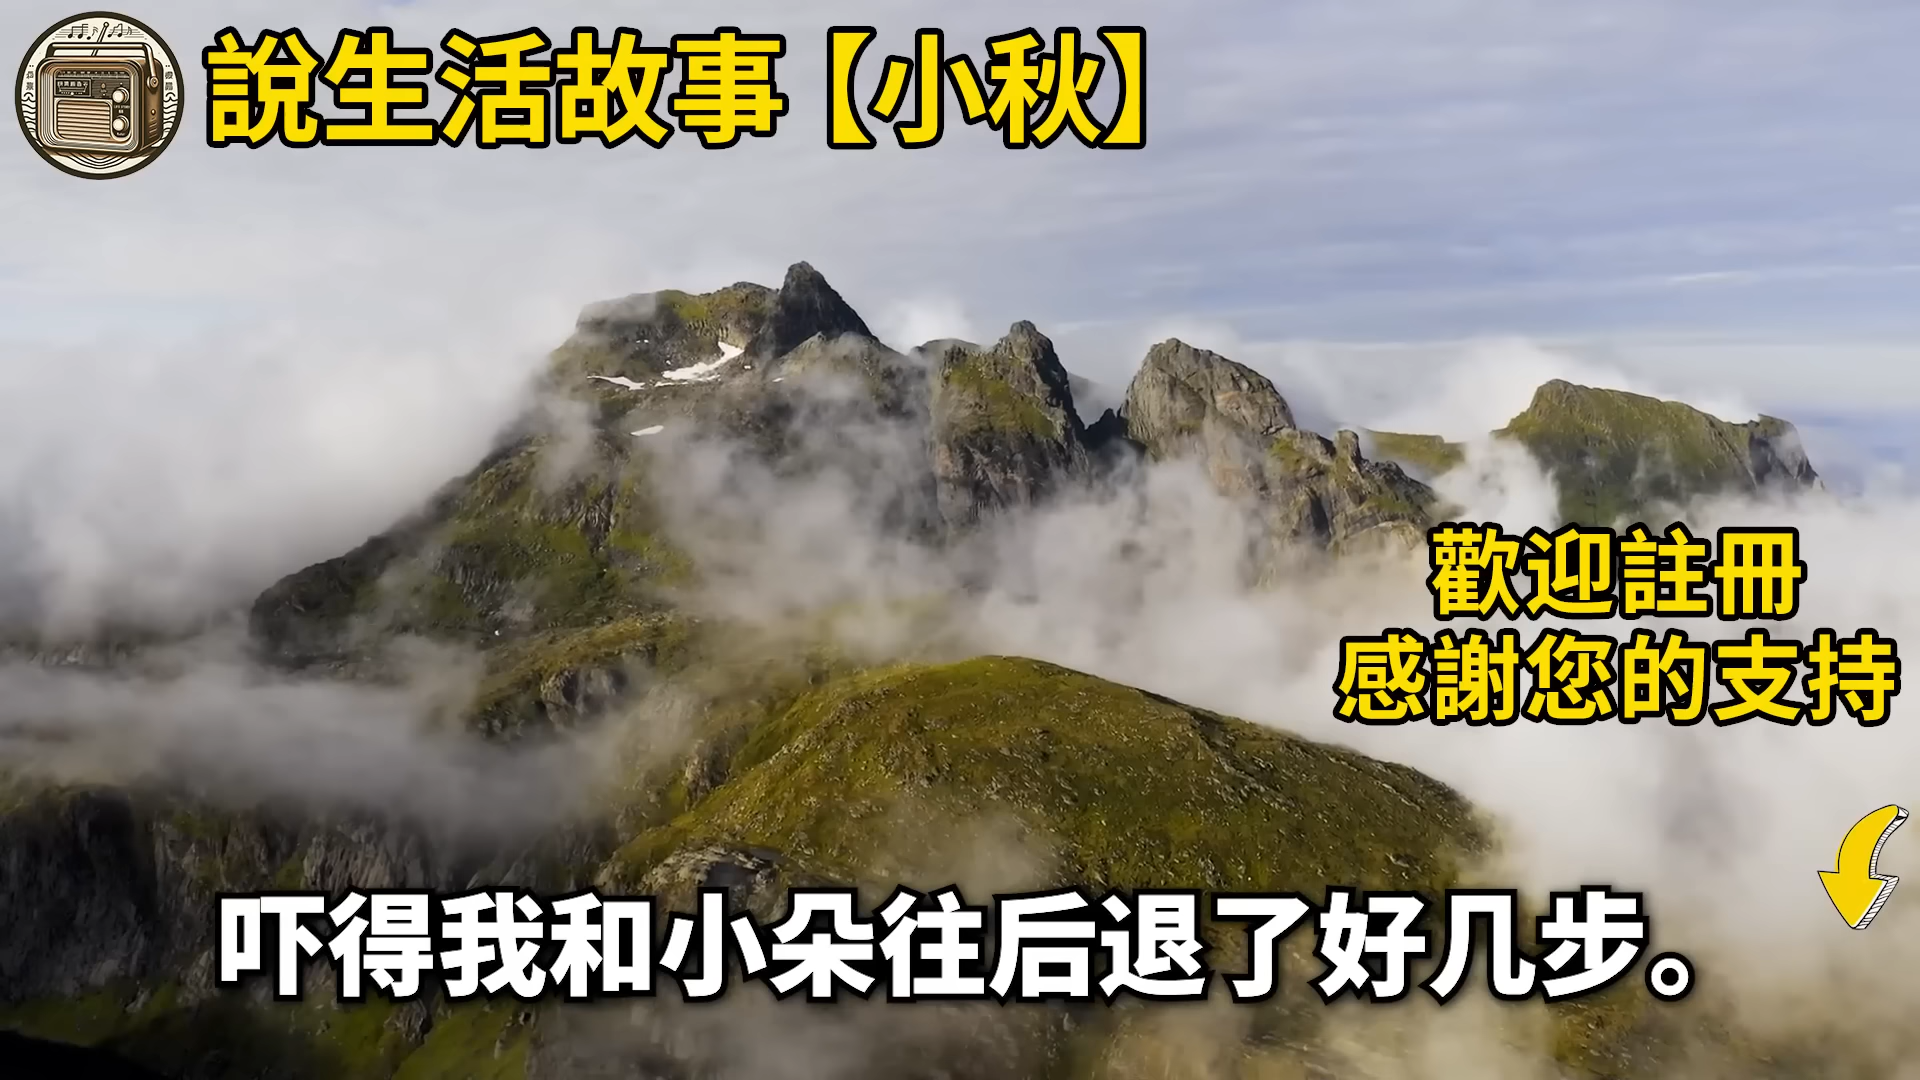 說生活故事【小秋】
歡迎註冊
感謝您的支持
吓得我和小朵往后退了好几步。